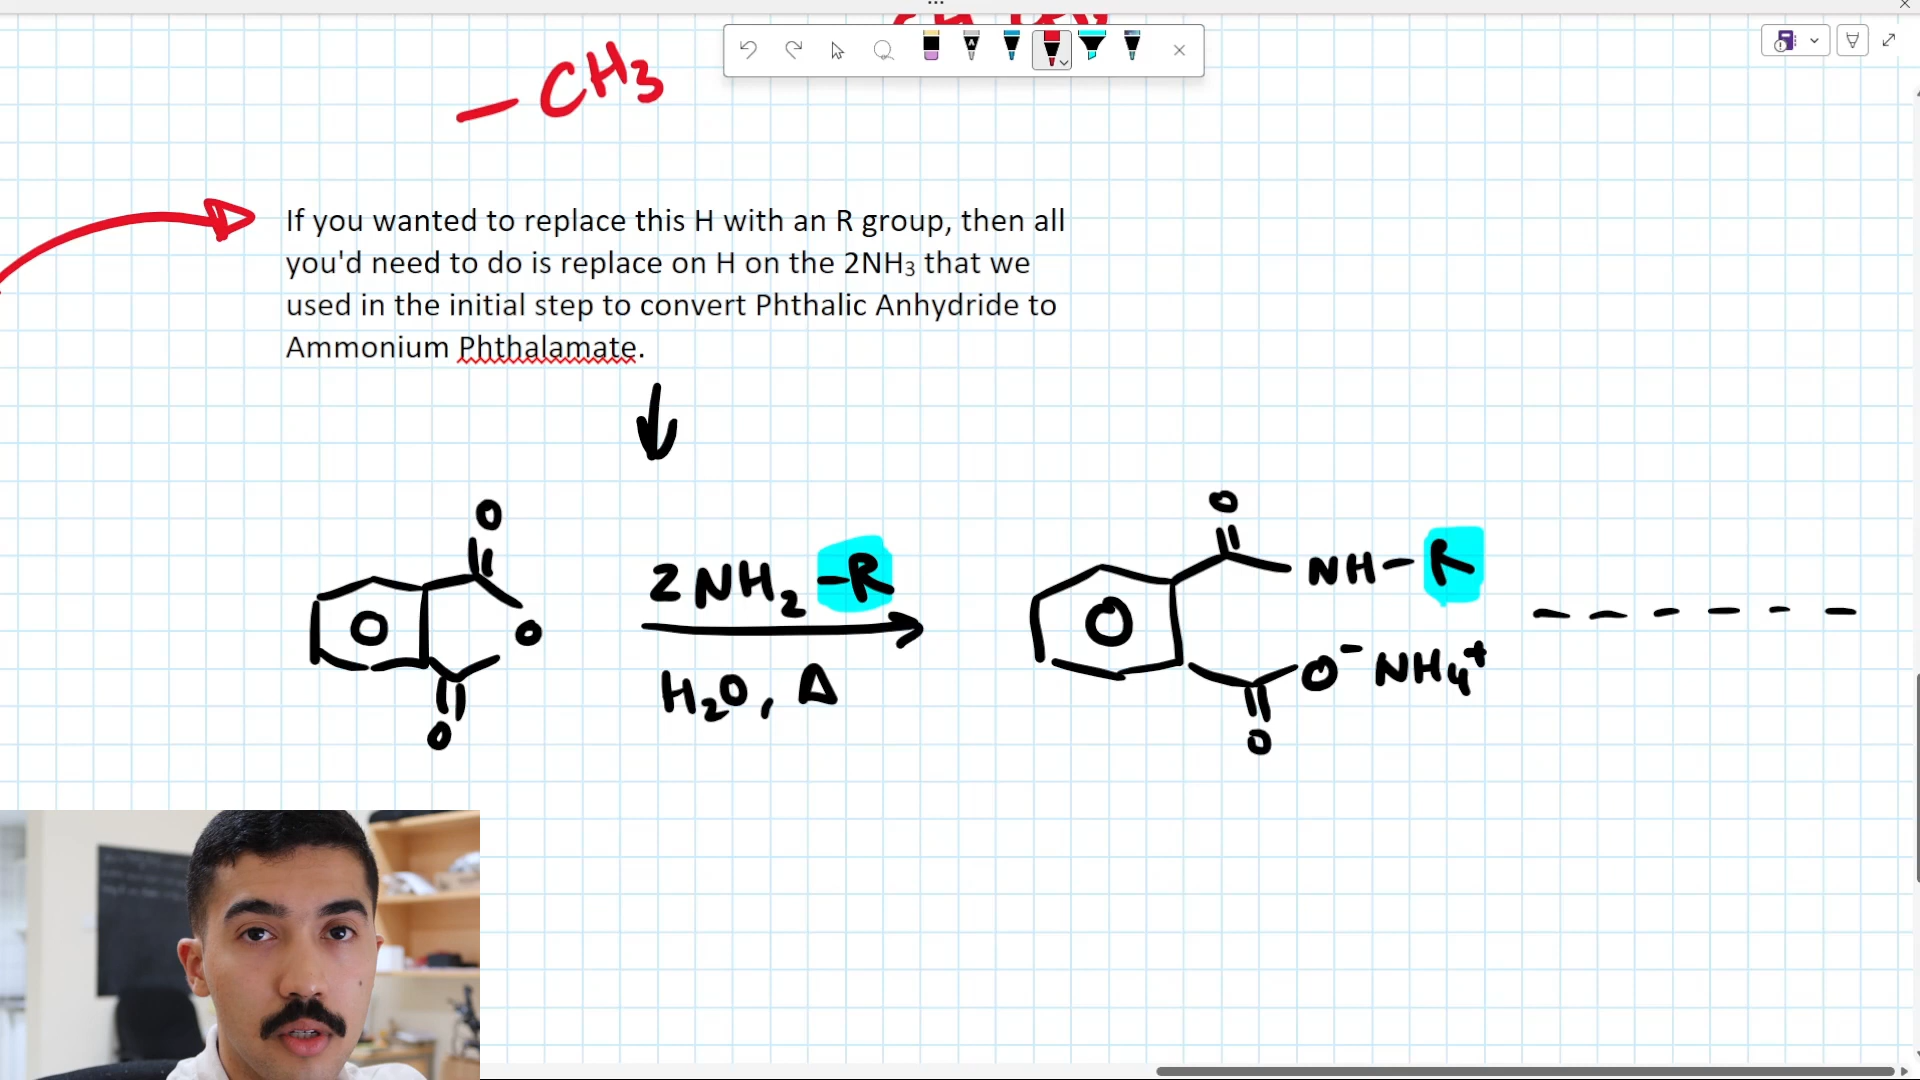 – CH3
If you wanted to replace this H with an R group, then all
you'd need to do is replace on H on the 2NH₃ that we
used in the initial step to convert Phthalic Anhydride to
Ammonium Phthalamate.
O
O
O
O
2 NH₂ –R
H₂O, Δ
O
O
NH – R
O⁻ NH₄⁺
O